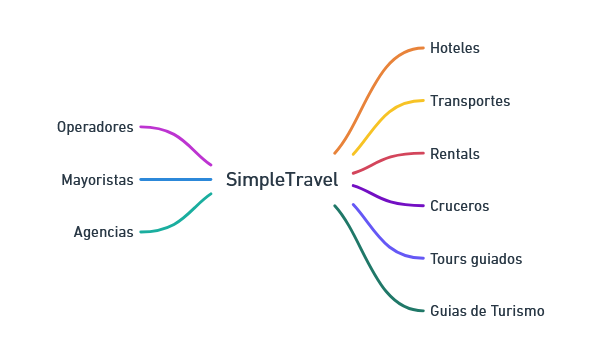 Operadores
Mayoristas
Agencias
SimpleTravel
Hoteles
Transportes
Rentals
Cruceros
Tours guiados
Guias de Turismo